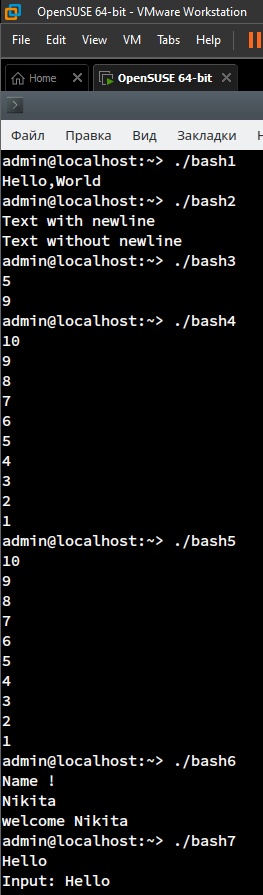 OpenSUSE 64-bit - VMware Workstation
File Edit View VM Tabs Help
Home OpenSUSE 64-bit
Файл Правка Вид Закладки
admin@localhost:~> ./bash1
Hello,World
admin@localhost:~> ./bash2
Text with newline
Text without newline
admin@localhost:~> ./bash3
5
9
admin@localhost:~> ./bash4
10
9
8
7
6
5
4
3
2
1
admin@localhost:~> ./bash5
10
9
8
7
6
5
4
3
2
1
admin@localhost:~> ./bash6
Name !
Nikita
welcome Nikita
admin@localhost:~> ./bash7
Hello
Input: Hello